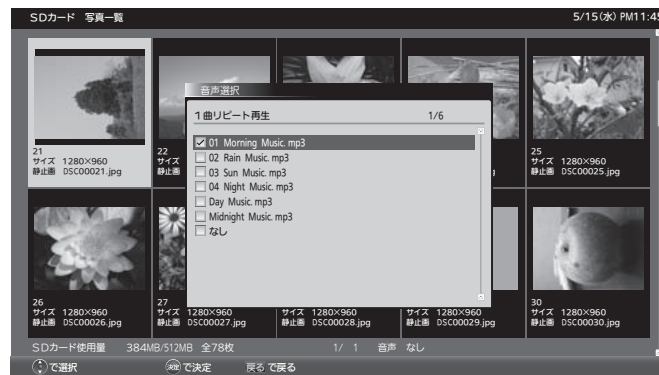 SDカード 写真一覧 5/15(水) PM11:45
音声選択
1曲リピート再生 1/6
01 Morning Music.mp3
02 Rain Music.mp3
03 Sun Music.mp3
04 Night Music.mp3
Day Music.mp3
Midnight Music.mp3
なし
21
サイズ 1280×960
静止画 DSC00021.jpg
22
サイズ
静止画
25
サイズ 1280×960
静止画 DSC00025.jpg
26
サイズ 1280×960
静止画 DSC00026.jpg
27
サイズ 1280×960
静止画 DSC00027.jpg
サイズ 1280×960
静止画 DSC00028.jpg
サイズ 1280×960
静止画 DSC00029.jpg
30
サイズ 1280×960
静止画 DSC00030.jpg
SDカード使用量 384MB/512MB 全78枚 1/ 1 音声 なし
で選択 決定 で決定 戻る で戻る